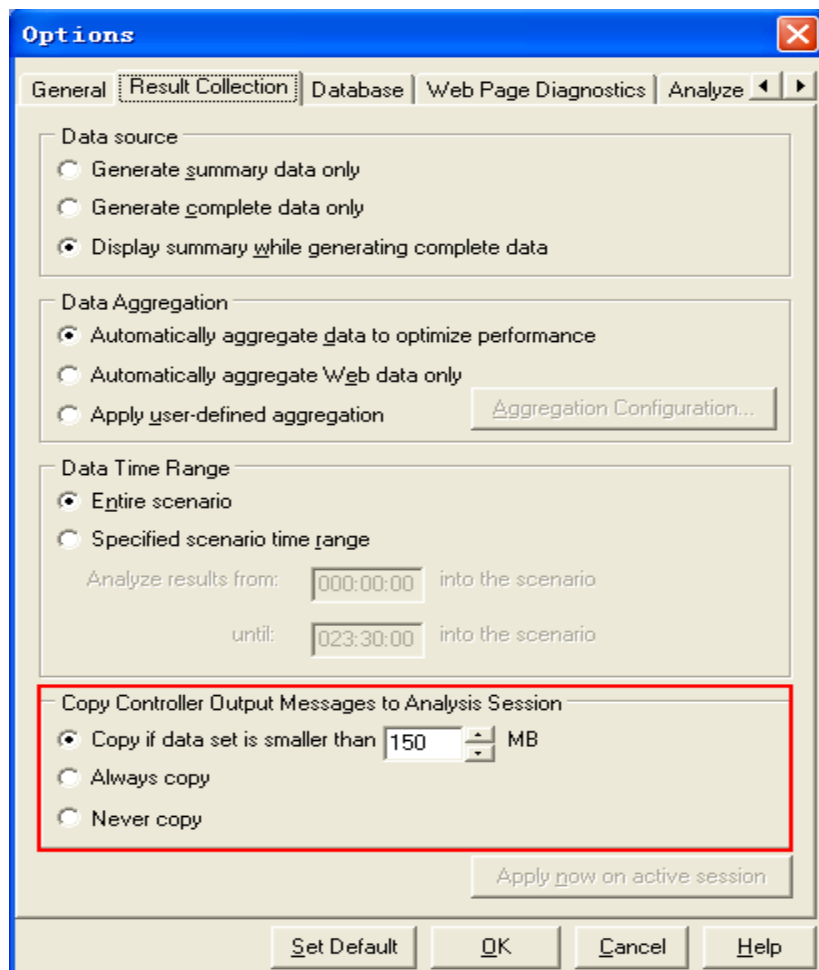 Options
General Result Collection Database Web Page Diagnostics Analyze
Data source
Generate summary data only
Generate complete data only
Display summary while generating complete data
Data Aggregation
Automatically aggregate data to optimize performance
Automatically aggregate Web data only
Apply user-defined aggregation Aggregation Configuration...
Data Time Range
Entire scenario
Specified scenario time range
Analyze results from: 000:00:00 into the scenario
until: 023:30:00 into the scenario
Copy Controller Output Messages to Analysis Session
Copy if data set is smaller than 150 MB
Always copy
Never copy
Apply now on active session
Set Default OK Cancel Help